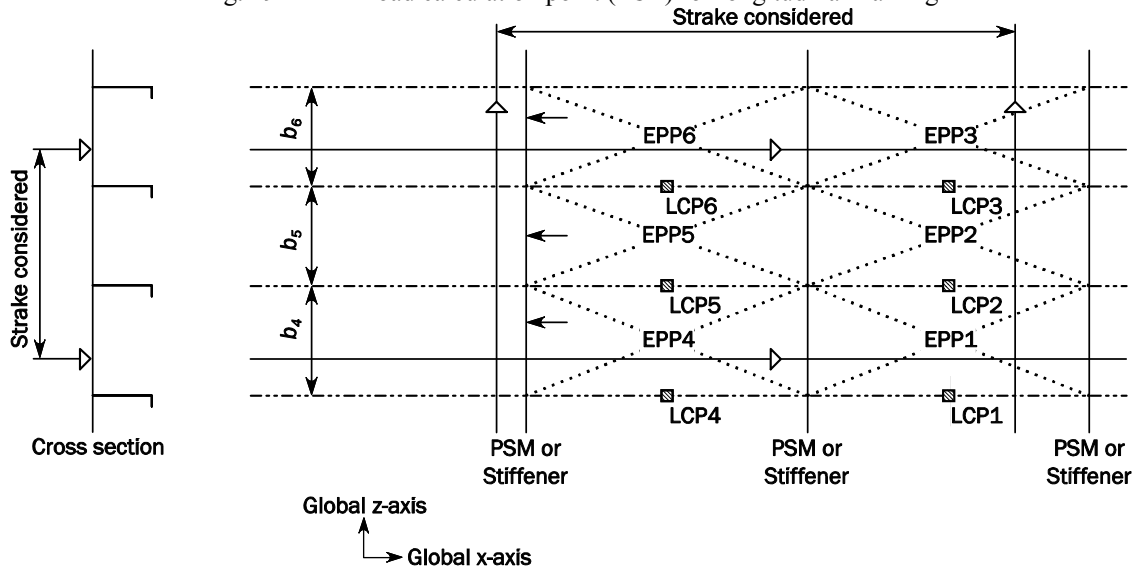 Strake considered
b6
EPP6
EPP3
LCP6
LCP3
Strake considered
b5
EPP5
EPP2
LCP5
LCP2
b4
EPP4
EPP1
LCP4
LCP1
Cross section
PSM or
Stiffener
PSM or
Stiffener
PSM or
Stiffener
Global z-axis
Global x-axis